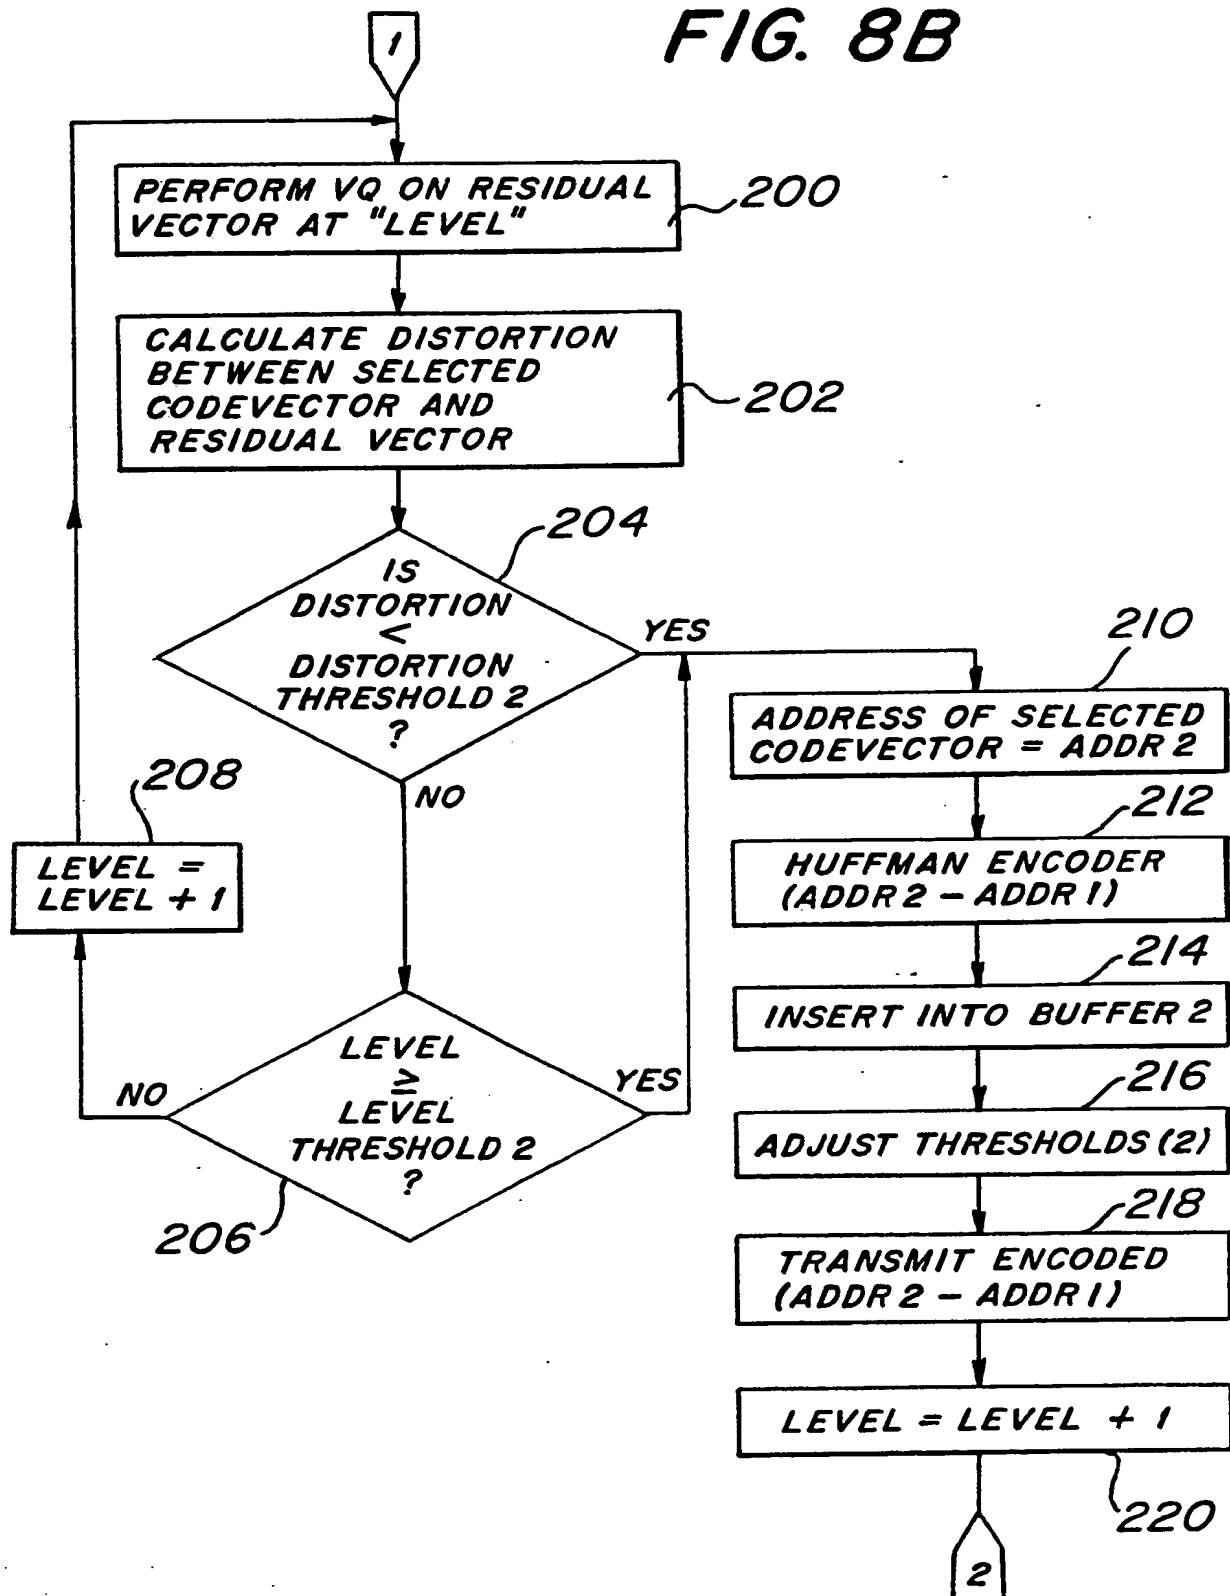 FIG. 8B
1
PERFORM VQ ON RESIDUAL
VECTOR AT "LEVEL"
200
CALCULATE DISTORTION
BETWEEN SELECTED
CODEVECTOR AND
RESIDUAL VECTOR
202
204
IS
DISTORTION
<
DISTORTION
THRESHOLD 2
?
YES
NO
208
LEVEL =
LEVEL + 1
LEVEL
≥
LEVEL
THRESHOLD 2
?
NO
YES
206
210
ADDRESS OF SELECTED
CODEVECTOR = ADDR 2
212
HUFFMAN ENCODER
(ADDR 2 - ADDR 1)
214
INSERT INTO BUFFER 2
216
ADJUST THRESHOLDS (2)
218
TRANSMIT ENCODED
(ADDR 2 - ADDR 1)
LEVEL = LEVEL + 1
220
2